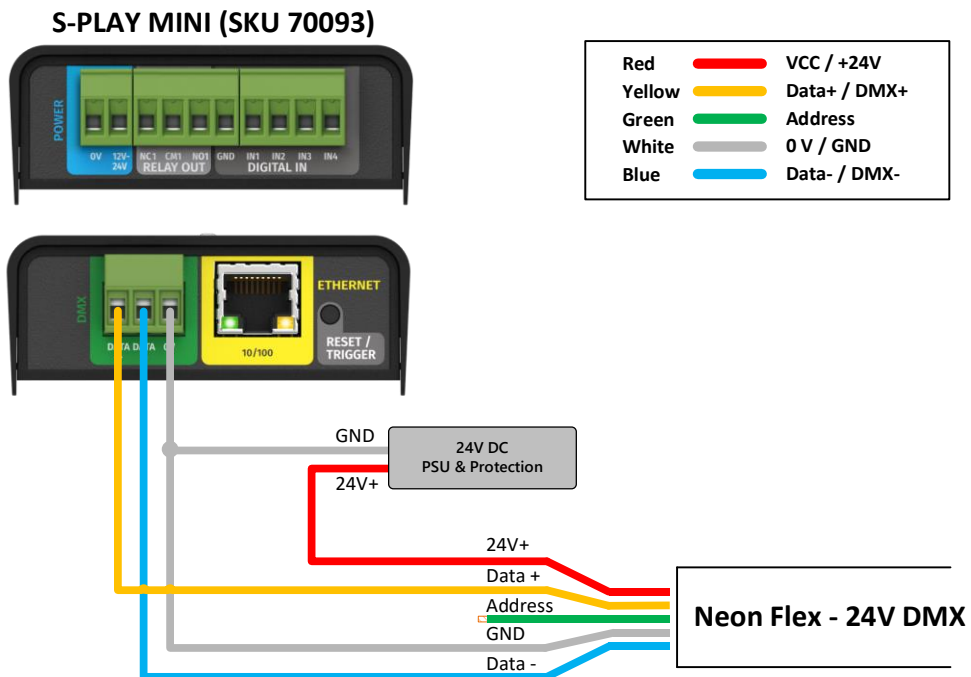 S-PLAY MINI (SKU 70093)
POWER
0V 12V-24V NC1 CM1 NO1 GND IN1 IN2 IN3 IN4
RELAY OUT DIGITAL IN
Red VCC / +24V
Yellow Data+ / DMX+
Green Address
White 0 V / GND
Blue Data- / DMX-
DMX
ETHERNET
10/100
RESET /
TRIGGER
GND
24V DC
PSU & Protection
24V+
24V+
Data +
Address
GND
Data -
Neon Flex - 24V DMX